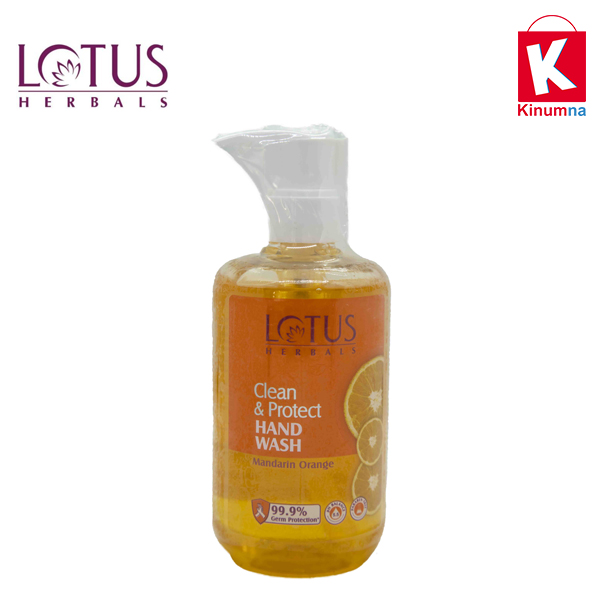 LOTUS
HERBALS
K
Kinumna
LOTUS
HERBALS
Clean
& Protect
HAND
WASH
Mandarin Orange
99.9%
Germ Protection*